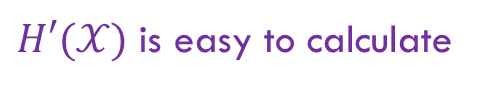 H′(𝒳) is easy to calculate